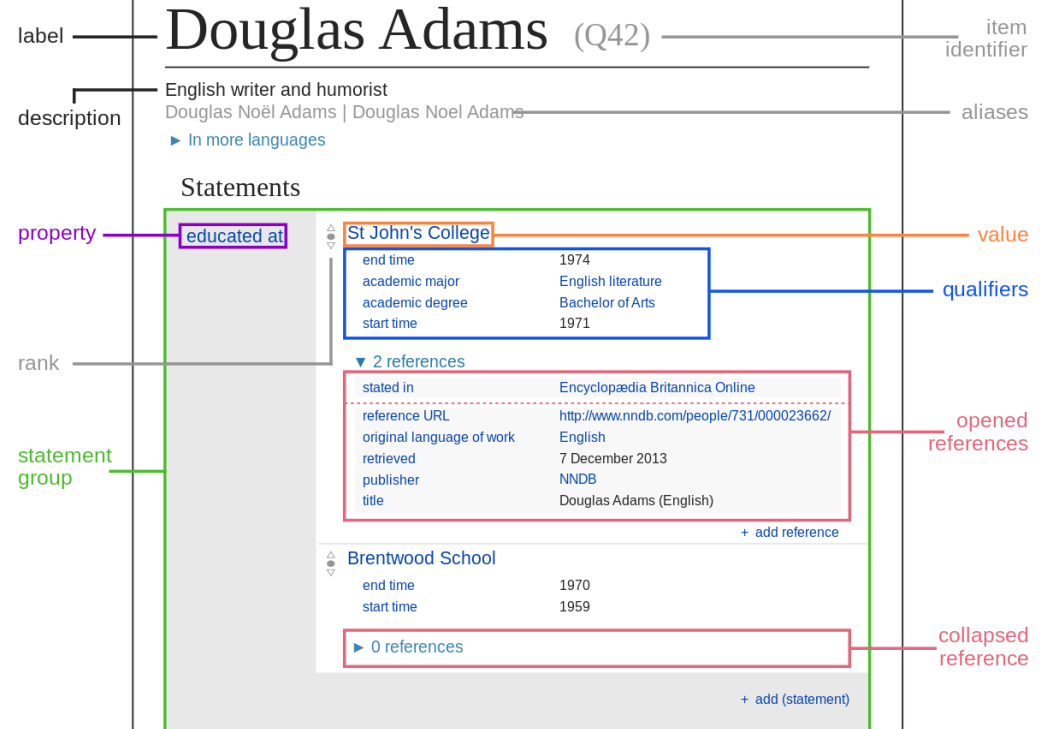 label
Douglas Adams (Q42)
item
identifier
description
English writer and humorist
Douglas Noël Adams | Douglas Noel Adams
aliases
► In more languages
Statements
property
educated at
St John's College
value
end time 1974
academic major English literature
academic degree Bachelor of Arts
start time 1971
qualifiers
rank
▼ 2 references
stated in Encyclopædia Britannica Online
reference URL http://www.nndb.com/people/731/000023662/
original language of work English
retrieved 7 December 2013
publisher NNDB
title Douglas Adams (English)
opened
references
statement
group
+ add reference
Brentwood School
end time 1970
start time 1959
► 0 references
collapsed
reference
+ add (statement)